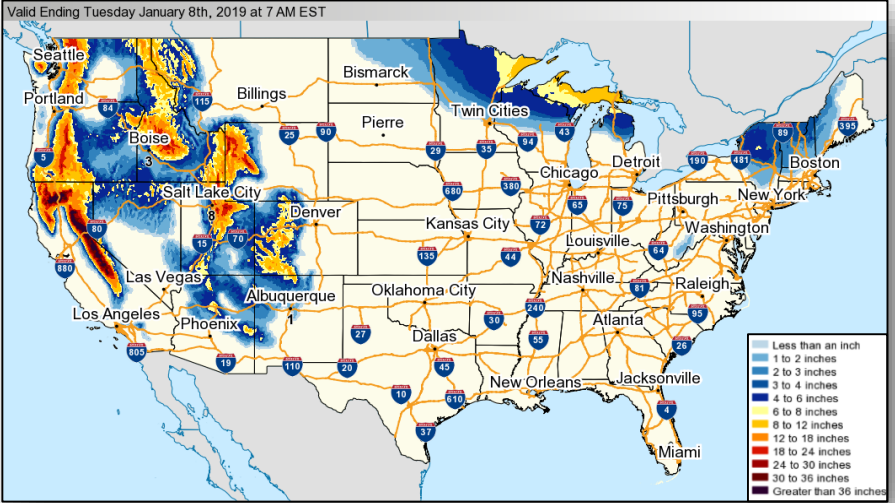 Valid Ending Tuesday January 8th, 2019 at 7 AM EST
Seattle
Portland
84
115
Billings
Bismarck
Twin Cities
89
395
5
Boise
3
25
90
Pierre
29
35
94
43
Detroit
190
481
Boston
Salt Lake City
8
680
380
Chicago
65
75
Pittsburgh
New York
80
15
70
Denver
Kansas City
72
Louisville
64
Washington
880
Las Vegas
135
44
Los Angeles
Phoenix
Albuquerque
1
Oklahoma City
Nashville
81
Raleigh
240
30
95
805
19
110
27
20
Dallas
45
55
Atlanta
26
10
610
New Orleans
Jacksonville
37
4
Miami
Less than an inch
1 to 2 inches
2 to 3 inches
3 to 4 inches
4 to 6 inches
6 to 8 inches
8 to 12 inches
12 to 18 inches
18 to 24 inches
24 to 30 inches
30 to 36 inches
Greater than 36 inches